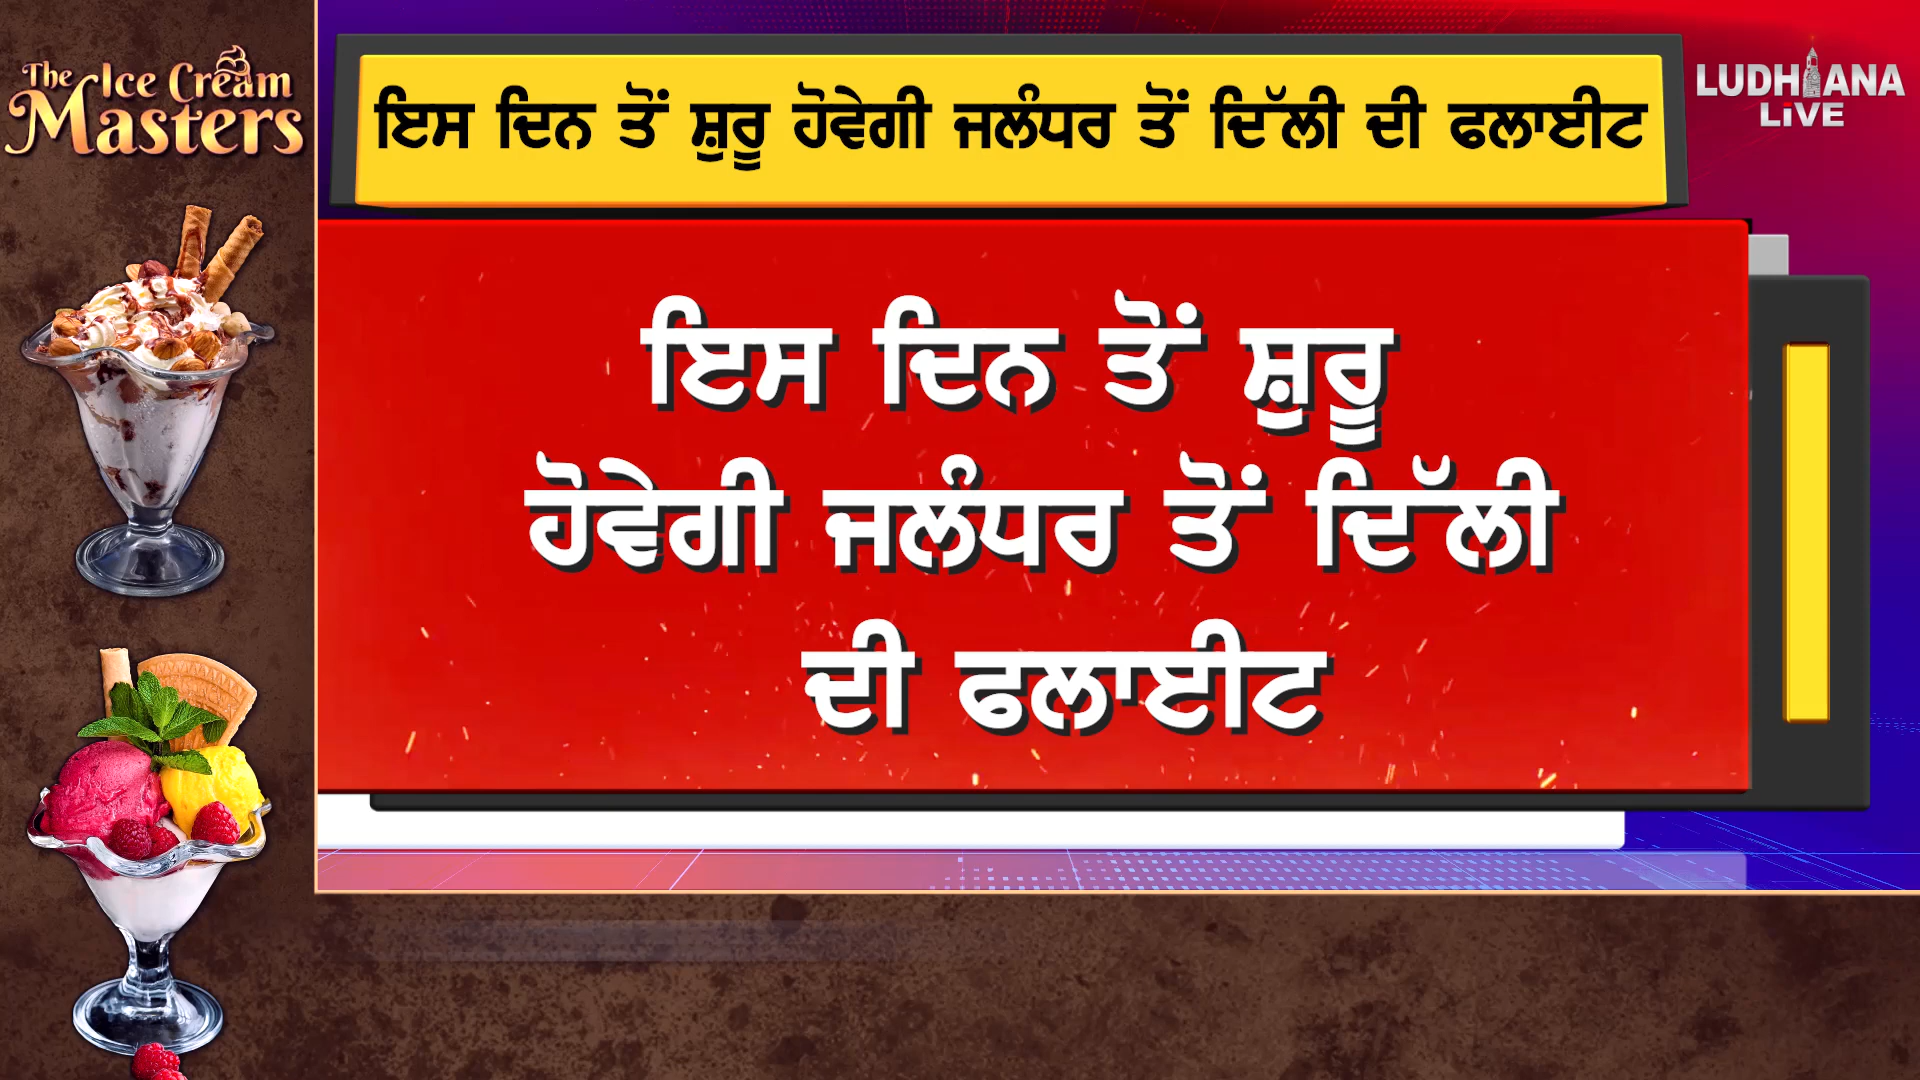 The Ice Cream
Masters
ਇਸ ਦਿਨ ਤੋਂ ਸ਼ੁਰੂ ਹੋਵੇਗੀ ਜਲੰਧਰ ਤੋਂ ਦਿੱਲੀ ਦੀ ਫਲਾਈਟ
LUDHIANA
LiVE
ਇਸ ਦਿਨ ਤੋਂ ਸ਼ੁਰੂ
ਹੋਵੇਗੀ ਜਲੰਧਰ ਤੋਂ ਦਿੱਲੀ
ਦੀ ਫਲਾਈਟ